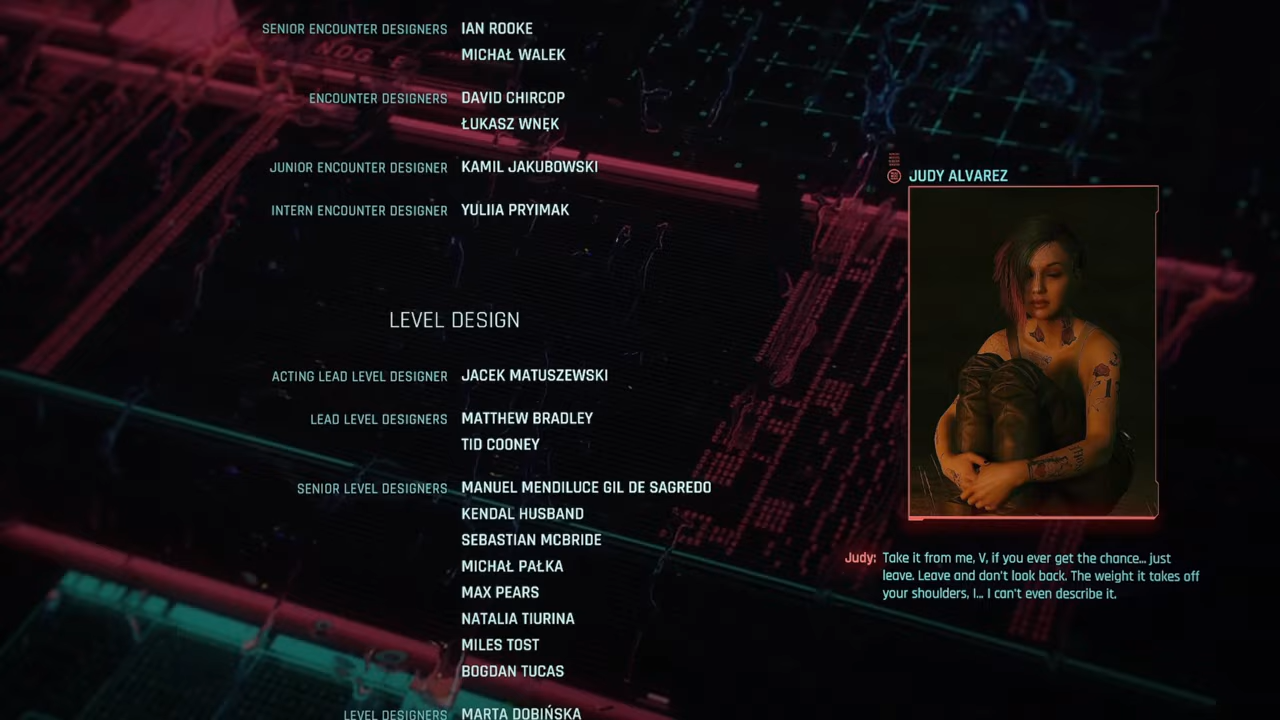 SENIOR ENCOUNTER DESIGNERS IAN ROOKE
MICHAŁ WALEK
ENCOUNTER DESIGNERS DAVID CHIRCOP
ŁUKASZ WNĘK
JUNIOR ENCOUNTER DESIGNER KAMIL JAKUBOWSKI
INTERN ENCOUNTER DESIGNER YULIIA PRYIMAK
LEVEL DESIGN
ACTING LEAD LEVEL DESIGNER JACEK MATUSZEWSKI
LEAD LEVEL DESIGNERS MATTHEW BRADLEY
TID COONEY
SENIOR LEVEL DESIGNERS MANUEL MENDILUCE GIL DE SAGREDO
KENDAL HUSBAND
SEBASTIAN MCBRIDE
MICHAŁ PAŁKA
MAX PEARS
NATALIA TIURINA
MILES TOST
BOGDAN TUCAS
LEVEL DESIGNERS MARTA DOBIŃSKA
JUDY ALVAREZ
Judy: Take it from me, V, if you ever get the chance... just
leave. Leave and don't look back. The weight it takes off
your shoulders, I... I can't even describe it.